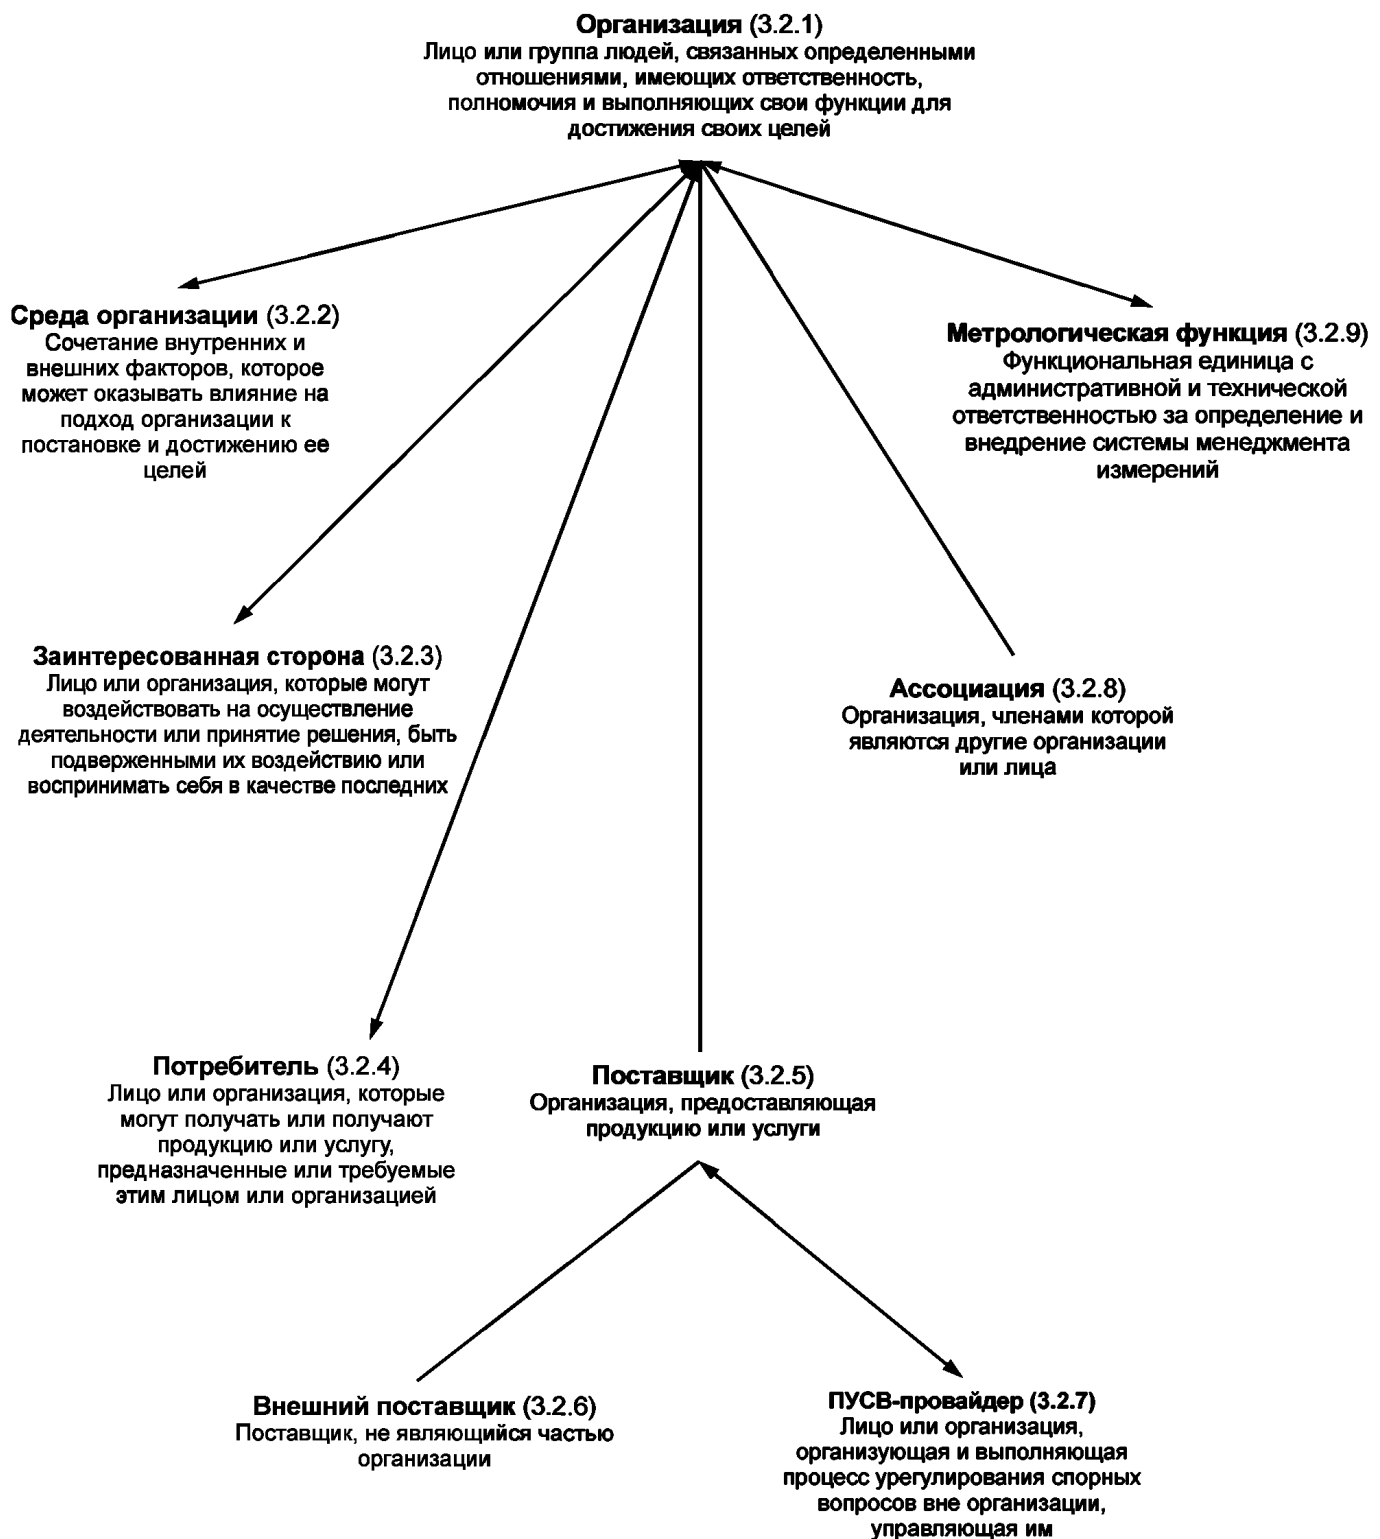 Организация (3.2.1)
Лицо или группа людей, связанных определенными
отношениями, имеющих ответственность,
полномочия и выполняющих свои функции для
достижения своих целей
Среда организации (3.2.2)
Сочетание внутренних и
внешних факторов, которое
может оказывать влияние на
подход организации к
постановке и достижению ее
целей
Метрологическая функция (3.2.9)
Функциональная единица с
административной и технической
ответственностью за определение и
внедрение системы менеджмента
измерений
Заинтересованная сторона (3.2.3)
Лицо или организация, которые могут
воздействовать на осуществление
деятельности или принятие решения, быть
подверженными их воздействию или
воспринимать себя в качестве последних
Ассоциация (3.2.8)
Организация, членами которой
являются другие организации
или лица
Потребитель (3.2.4)
Лицо или организация, которые
могут получать или получают
продукцию или услугу,
предназначенные или требуемые
этим лицом или организацией
Поставщик (3.2.5)
Организация, предоставляющая
продукцию или услуги
Внешний поставщик (3.2.6)
Поставщик, не являющийся частью
организации
ПУСВ-провайдер (3.2.7)
Лицо или организация,
организующая и выполняющая
процесс урегулирования спорных
вопросов вне организации,
управляющая им